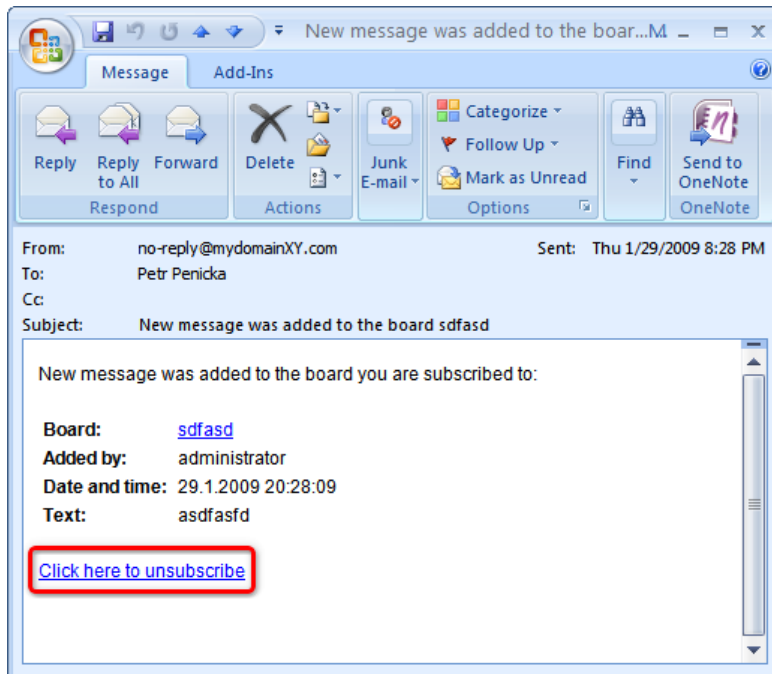 New message was added to the boar...M
Message Add-Ins
Reply Reply to All Forward Delete Junk E-mail Categorize Follow Up Mark as Unread Find Send to OneNote
Respond Actions Options OneNote
From: no-reply@mydomainXY.com Sent: Thu 1/29/2009 8:28 PM
To: Petr Penicka
Cc:
Subject: New message was added to the board sdfasd
New message was added to the board you are subscribed to:
Board: sdfasd
Added by: administrator
Date and time: 29.1.2009 20:28:09
Text: asdfasfd
Click here to unsubscribe